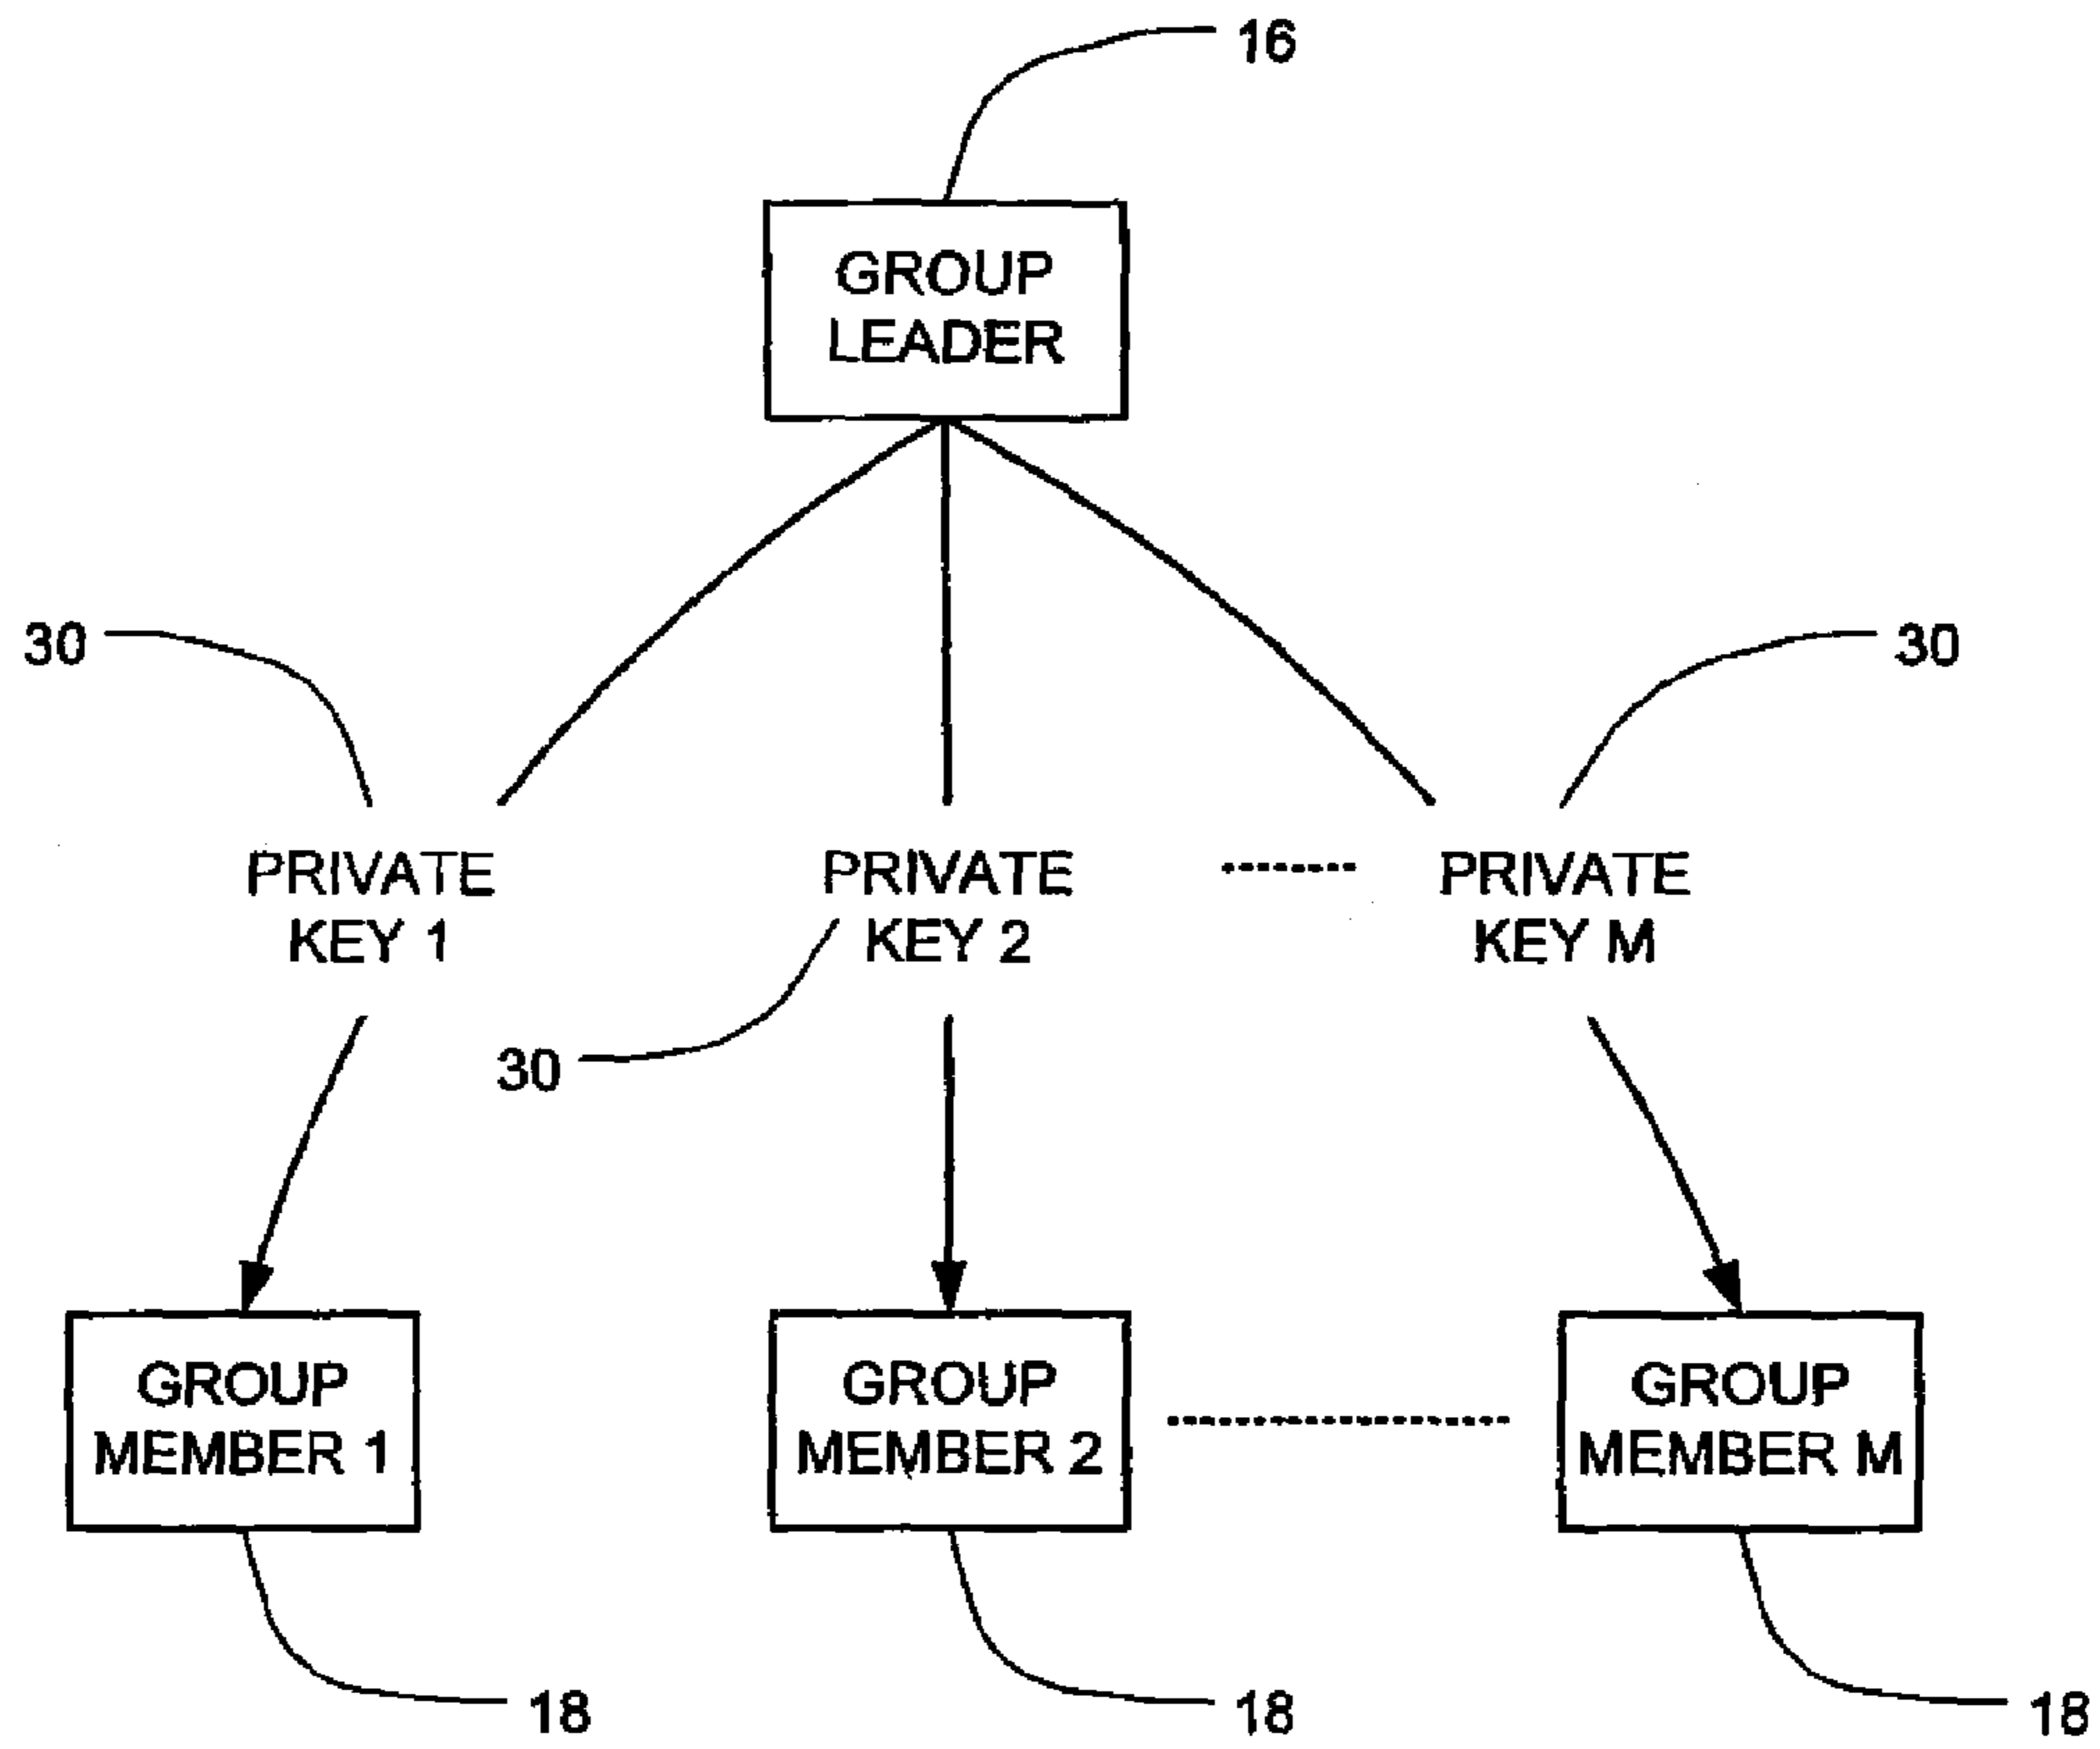 16
GROUP
LEADER
30
30
PRIVATE
KEY 1
PRIVATE
KEY 2
PRIVATE
KEY M
30
GROUP
MEMBER 1
GROUP
MEMBER 2
GROUP
MEMBER M
18
18
18